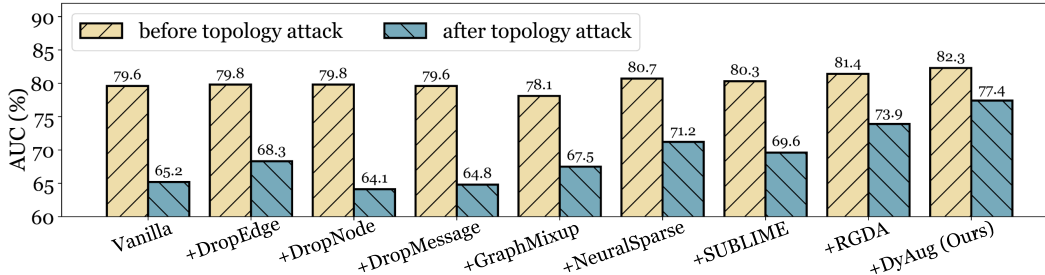 before topology attack
after topology attack
AUC (%)
90
85
80
75
70
65
60
79.6
65.2
79.8
68.3
79.8
64.1
79.6
64.8
78.1
67.5
80.7
71.2
80.3
69.6
81.4
73.9
82.3
77.4
Vanilla
+DropEdge
+DropNode
+DropMessage
+GraphMixup
+NeuralSparse
+SUBLIME
+RGDA
+DyAug (Ours)